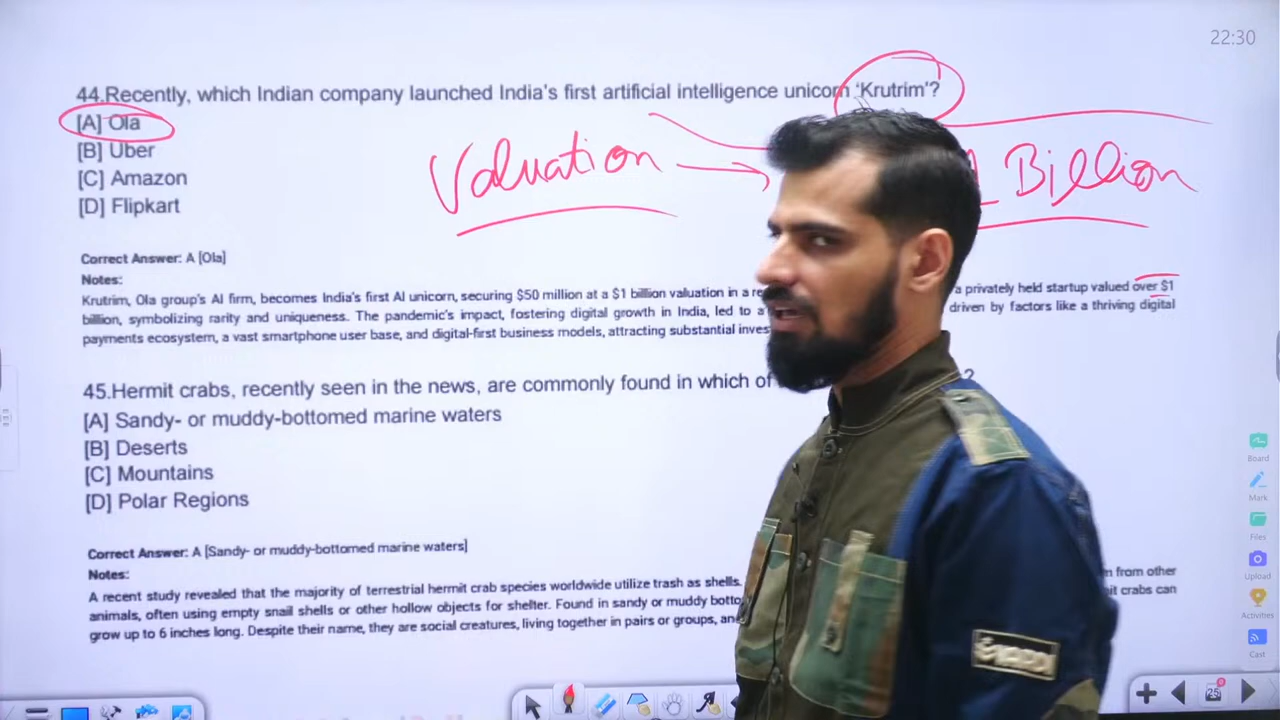 22:30
44.Recently, which Indian company launched India's first artificial intelligence unicorn 'Krutrim'?
[A] Ola
[B] Uber
[C] Amazon
[D] Flipkart
Valuation
Billion
Correct Answer: A [Ola]
Notes:
Krutrim, Ola group's AI firm, becomes India's first AI unicorn, securing $50 million at a $1 billion valuation in a a privately held startup valued over $1
billion, symbolizing rarity and uniqueness. The pandemic's impact, fostering digital growth in India, led to a driven by factors like a thriving digital
payments ecosystem, a vast smartphone user base, and digital-first business models, attracting substantial
45.Hermit crabs, recently seen in the news, are commonly found in which of ?
[A] Sandy- or muddy-bottomed marine waters
[B] Deserts
[C] Mountains
[D] Polar Regions
Correct Answer: A [Sandy- or muddy-bottomed marine waters]
Notes:
A recent study revealed that the majority of terrestrial hermit crab species worldwide utilize trash as shells. from other
animals, often using empty snail shells or other hollow objects for shelter. Found in sandy or muddy crabs can
grow up to 6 inches long. Despite their name, they are social creatures, living together in pairs or groups,
Board
Mark
Files
Upload
Activities
Cast
25